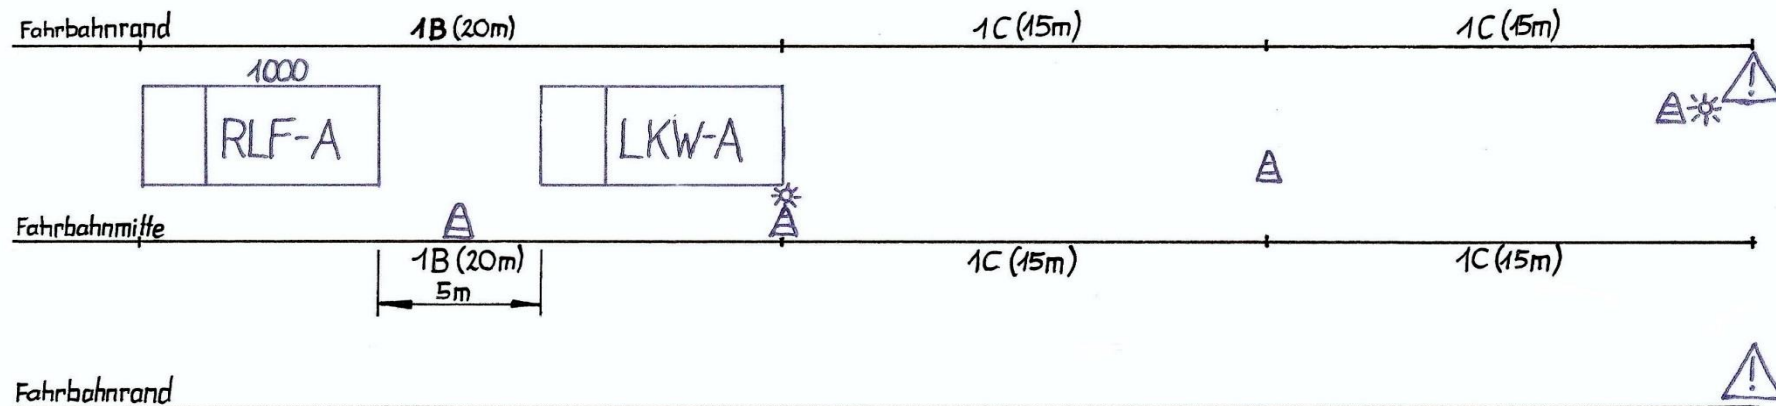 Fahrbahnrand 1B (20m) 1C (15m) 1C (15m)
1000
RLF-A LKW-A
!
Fahrbahnmitte
1B (20m) 1C (15m) 1C (15m)
5m
!
Fahrbahnrand